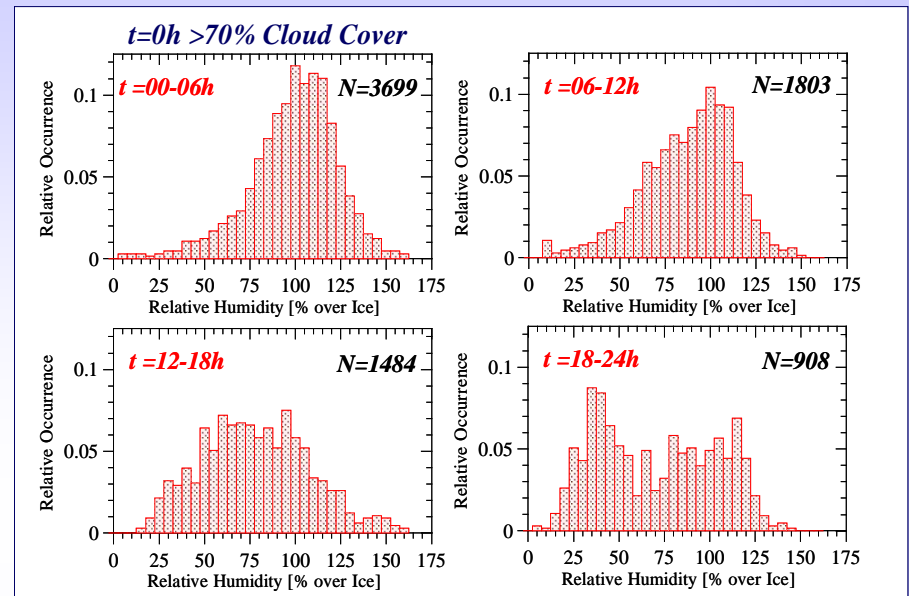 t=0h >70% Cloud Cover
t =00-06h
N=3699
Relative Occurrence
0.1
0.05
0
0 25 50 75 100 125 150 175
Relative Humidity [% over Ice]
t =06-12h
N=1803
Relative Occurrence
0.1
0.05
0
0 25 50 75 100 125 150 175
Relative Humidity [% over Ice]
t =12-18h
N=1484
Relative Occurrence
0.1
0.05
0
0 25 50 75 100 125 150 175
Relative Humidity [% over Ice]
t =18-24h
N=908
Relative Occurrence
0.1
0.05
0
0 25 50 75 100 125 150 175
Relative Humidity [% over Ice]